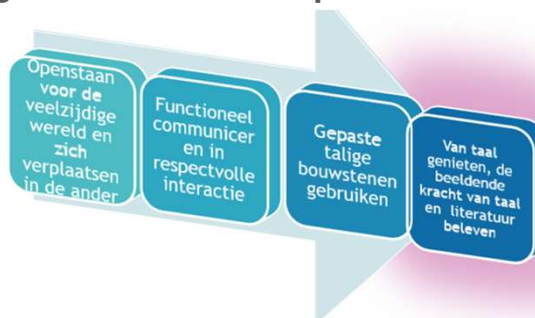 Openstaan
voor de
veelzijdige
wereld en
zich
verplaatsen
in de ander
Functioneel
communicer
en in
respectvolle
interactie
Gepaste
talige
bouwstenen
gebruiken
Van taal
genieten, de
beeldende
kracht van taal
en literatuur
beleven